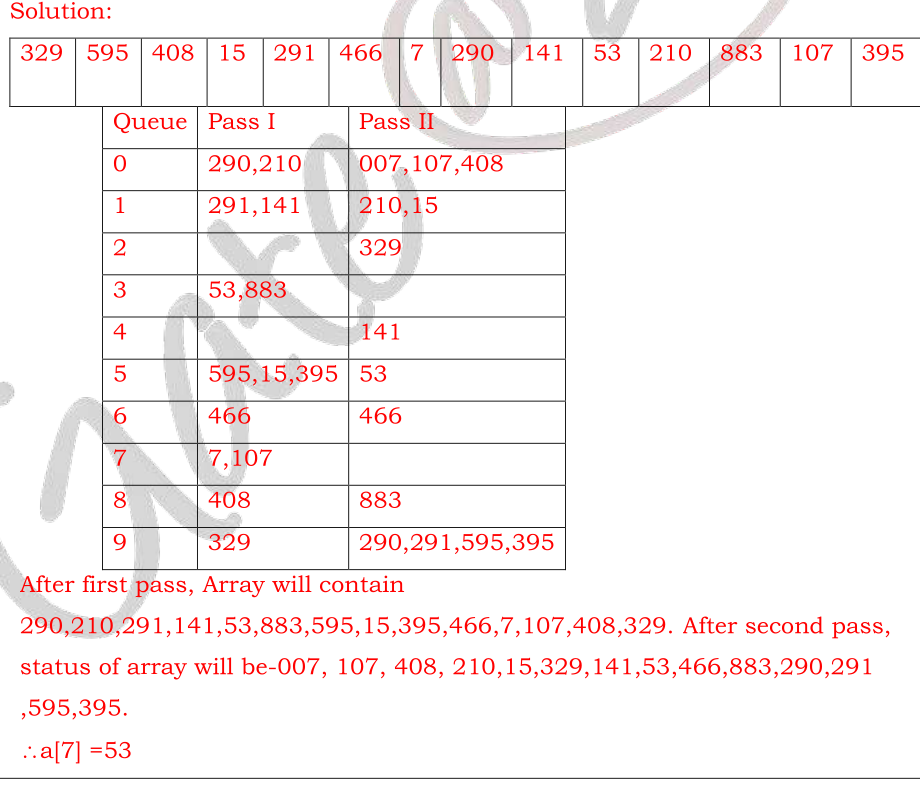 Solution:
329 595 408 15 291 466 7 290 141 53 210 883 107 395
Queue Pass I Pass II
0 290,210 007,107,408
1 291,141 210,15
2 329
3 53,883
4 141
5 595,15,395 53
6 466 466
7 7,107
8 408 883
9 329 290,291,595,395
After first pass, Array will contain
290,210,291,141,53,883,595,15,395,466,7,107,408,329. After second pass,
status of array will be-007, 107, 408, 210,15,329,141,53,466,883,290,291
,595,395.
∴a[7] =53